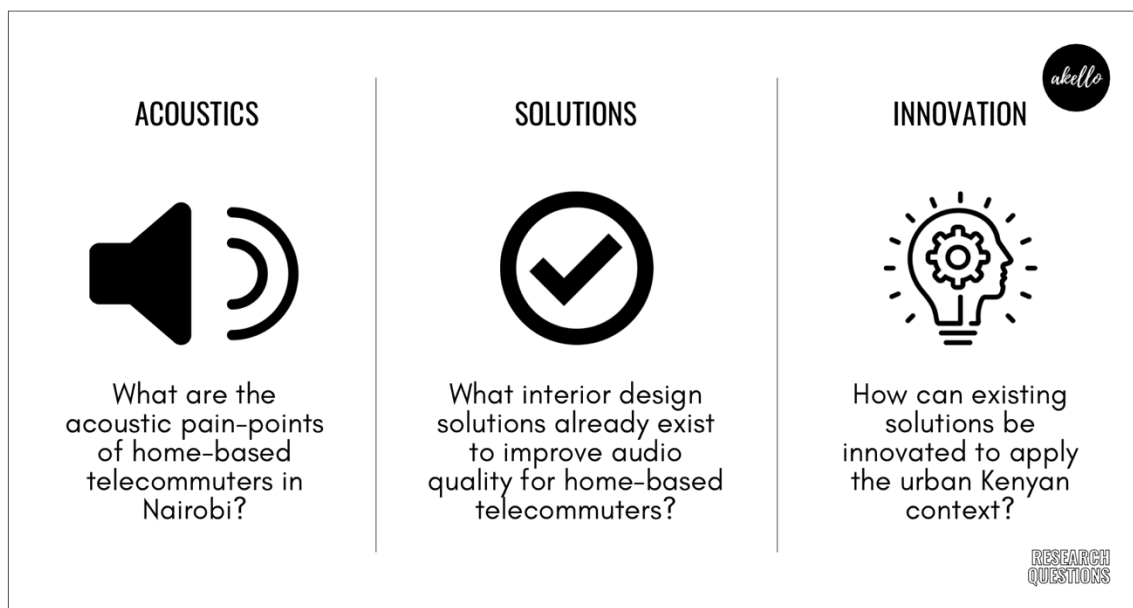 akello
ACOUSTICS
What are the
acoustic pain-points
of home-based
telecommuters in
Nairobi?
SOLUTIONS
What interior design
solutions already exist
to improve audio
quality for home-based
telecommuters?
INNOVATION
How can existing
solutions be
innovated to apply
the urban Kenyan
context?
RESEARCH
QUESTIONS